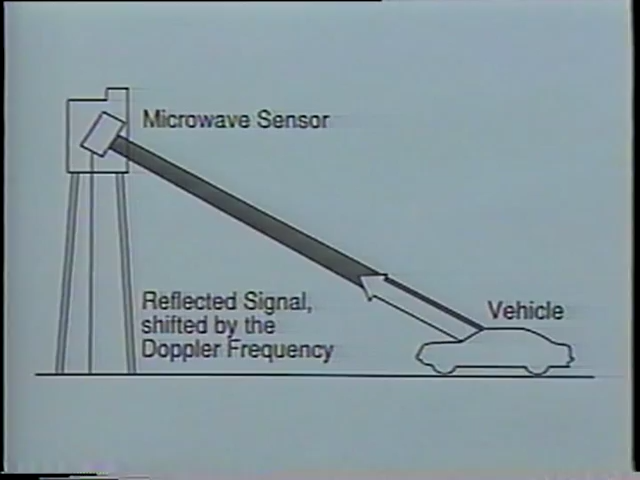 Microwave Sensor
Reflected Signal,
shifted by the
Doppler Frequency
Vehicle